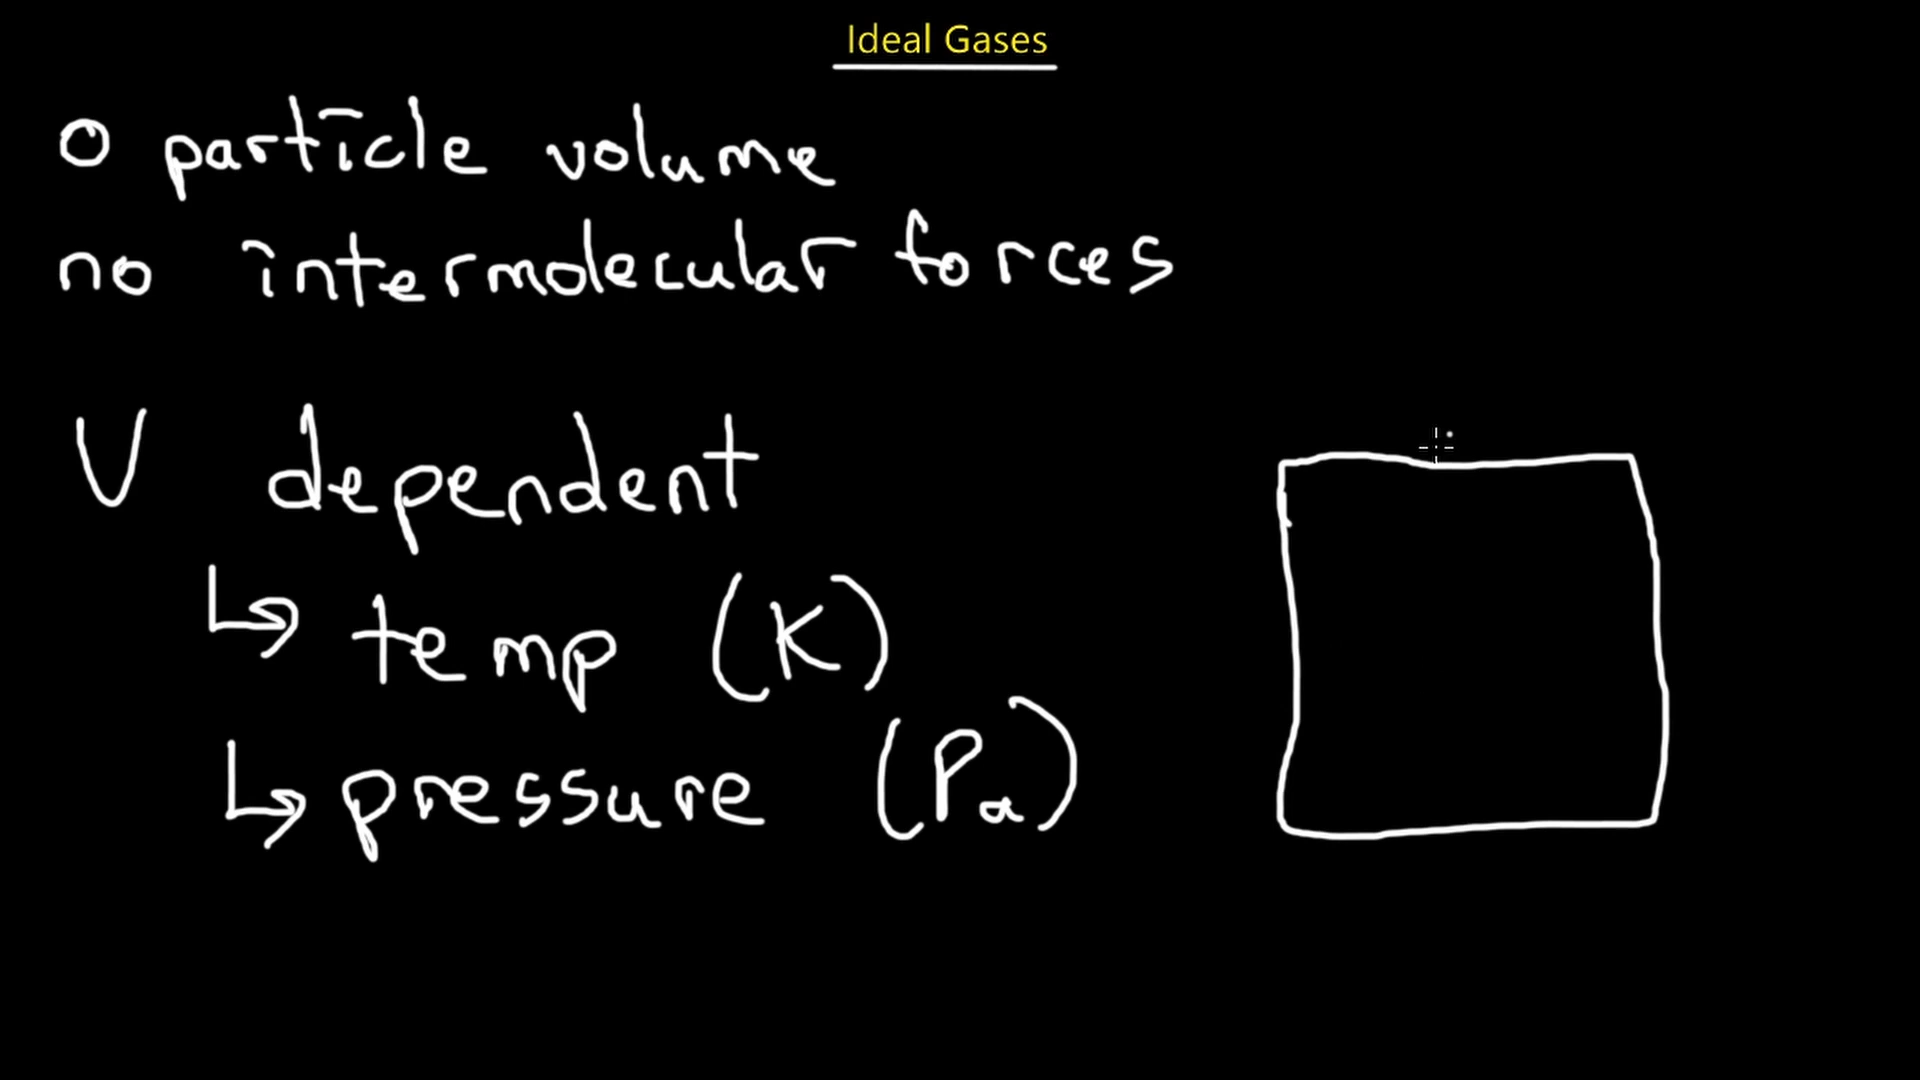 Ideal Gases
0 particle volume
no intermolecular forces
V dependent
↳ temp (K)
↳ pressure (Pa)